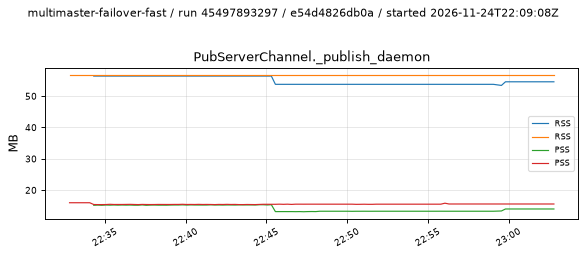 multimaster-failover-fast / run 45497893297 / e54d4826db0a / started 2026-11-24T22:09:08Z
PubServerChannel._publish_daemon
MB
50
40
30
20
RSS
RSS
PSS
PSS
22:35
22:40
22:45
22:50
22:55
23:00